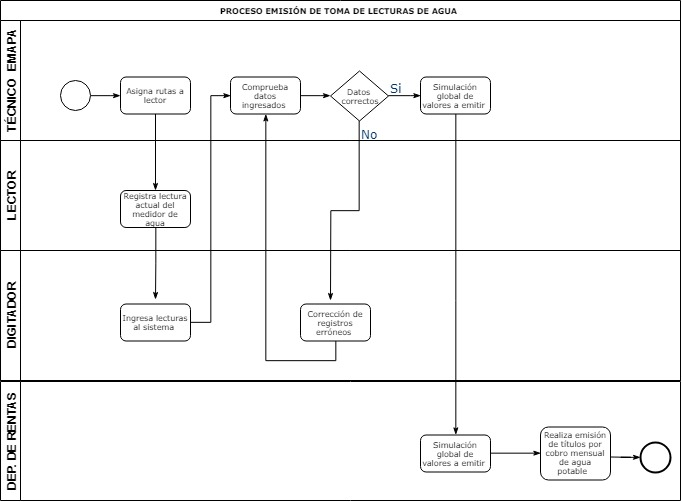 PROCESO EMISIÓN DE TOMA DE LECTURAS DE AGUA
TÉCNICO EMAPA
Asigna rutas a
lector
Comprueba
datos
ingresados
Datos
correctos
Si
No
Simulación
global de
valores a emitir
LECTOR
Registra lectura
actual del
medidor de
agua
DIGITADOR
Ingresa lecturas
al sistema
Corrección de
registros
erróneos
DEP. DE RENTAS
Simulación
global de
valores a emitir
Realiza emisión
de títulos por
cobro mensual
de agua
potable